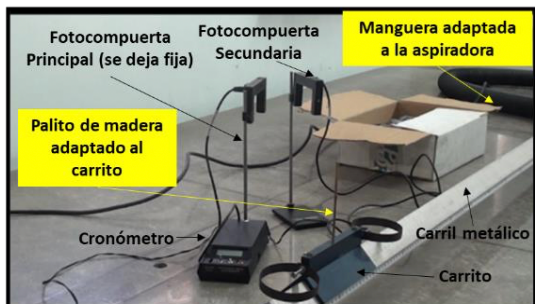 Fotocompuerta
Principal (se deja fija)
Fotocompuerta
Secundaria
Manguera adaptada
a la aspiradora
Palito de madera
adaptado al
carrito
Cronómetro
Carril metálico
Carrito